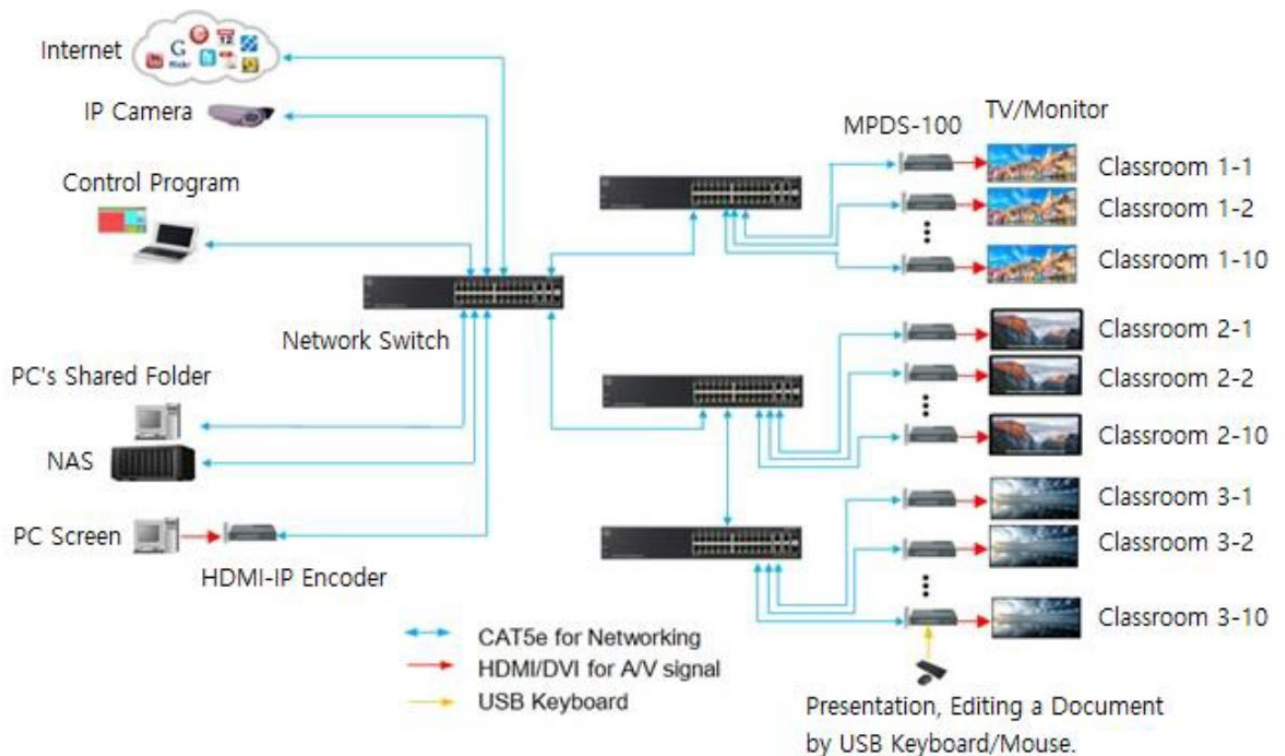 Internet
G
12
flickr
IP Camera
Control Program
Network Switch
PC's Shared Folder
NAS
PC Screen
HDMI-IP Encoder
MPDS-100
TV/Monitor
Classroom 1-1
Classroom 1-2
Classroom 1-10
Classroom 2-1
Classroom 2-2
Classroom 2-10
Classroom 3-1
Classroom 3-2
Classroom 3-10
CAT5e for Networking
HDMI/DVI for A/V signal
USB Keyboard
Presentation, Editing a Document
by USB Keyboard/Mouse.